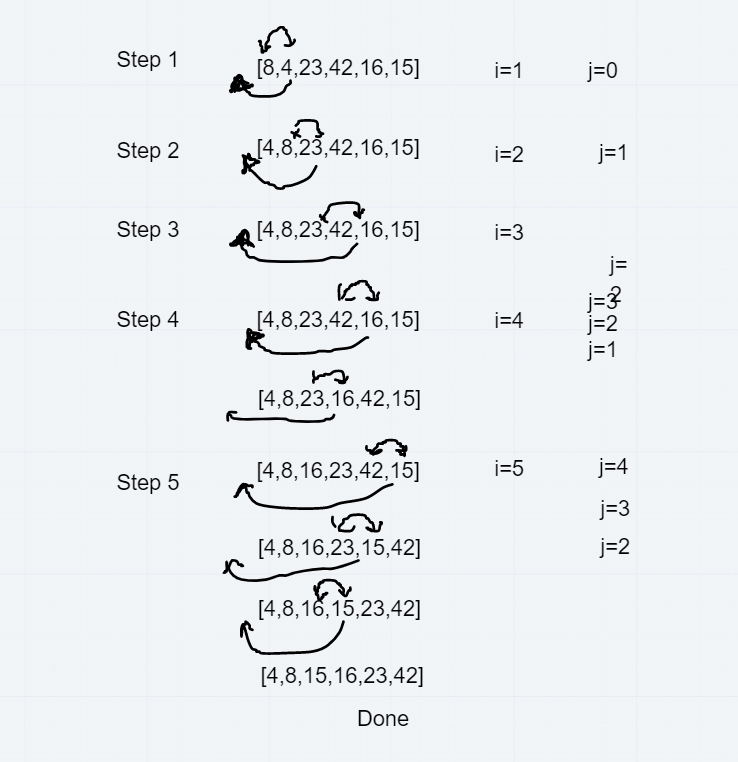 Step 1 [8,4,23,42,16,15] i=1 j=0
Step 2 [4,8,23,42,16,15] i=2 j=1
Step 3 [4,8,23,42,16,15] i=3
j=
2
j=3
Step 4 [4,8,23,42,16,15] i=4 j=2
j=1
[4,8,23,16,42,15]
Step 5 [4,8,16,23,42,15] i=5 j=4
j=3
[4,8,16,23,15,42] j=2
[4,8,16,15,23,42]
[4,8,15,16,23,42]
Done